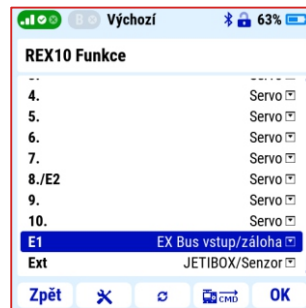 B Výchozí 63%
REX10 Funkce
4. Servo
5. Servo
6. Servo
7. Servo
8./E2 Servo
9. Servo
10. Servo
E1 EX Bus vstup/záloha
Ext JETIBOX/Senzor
Zpět CMD OK